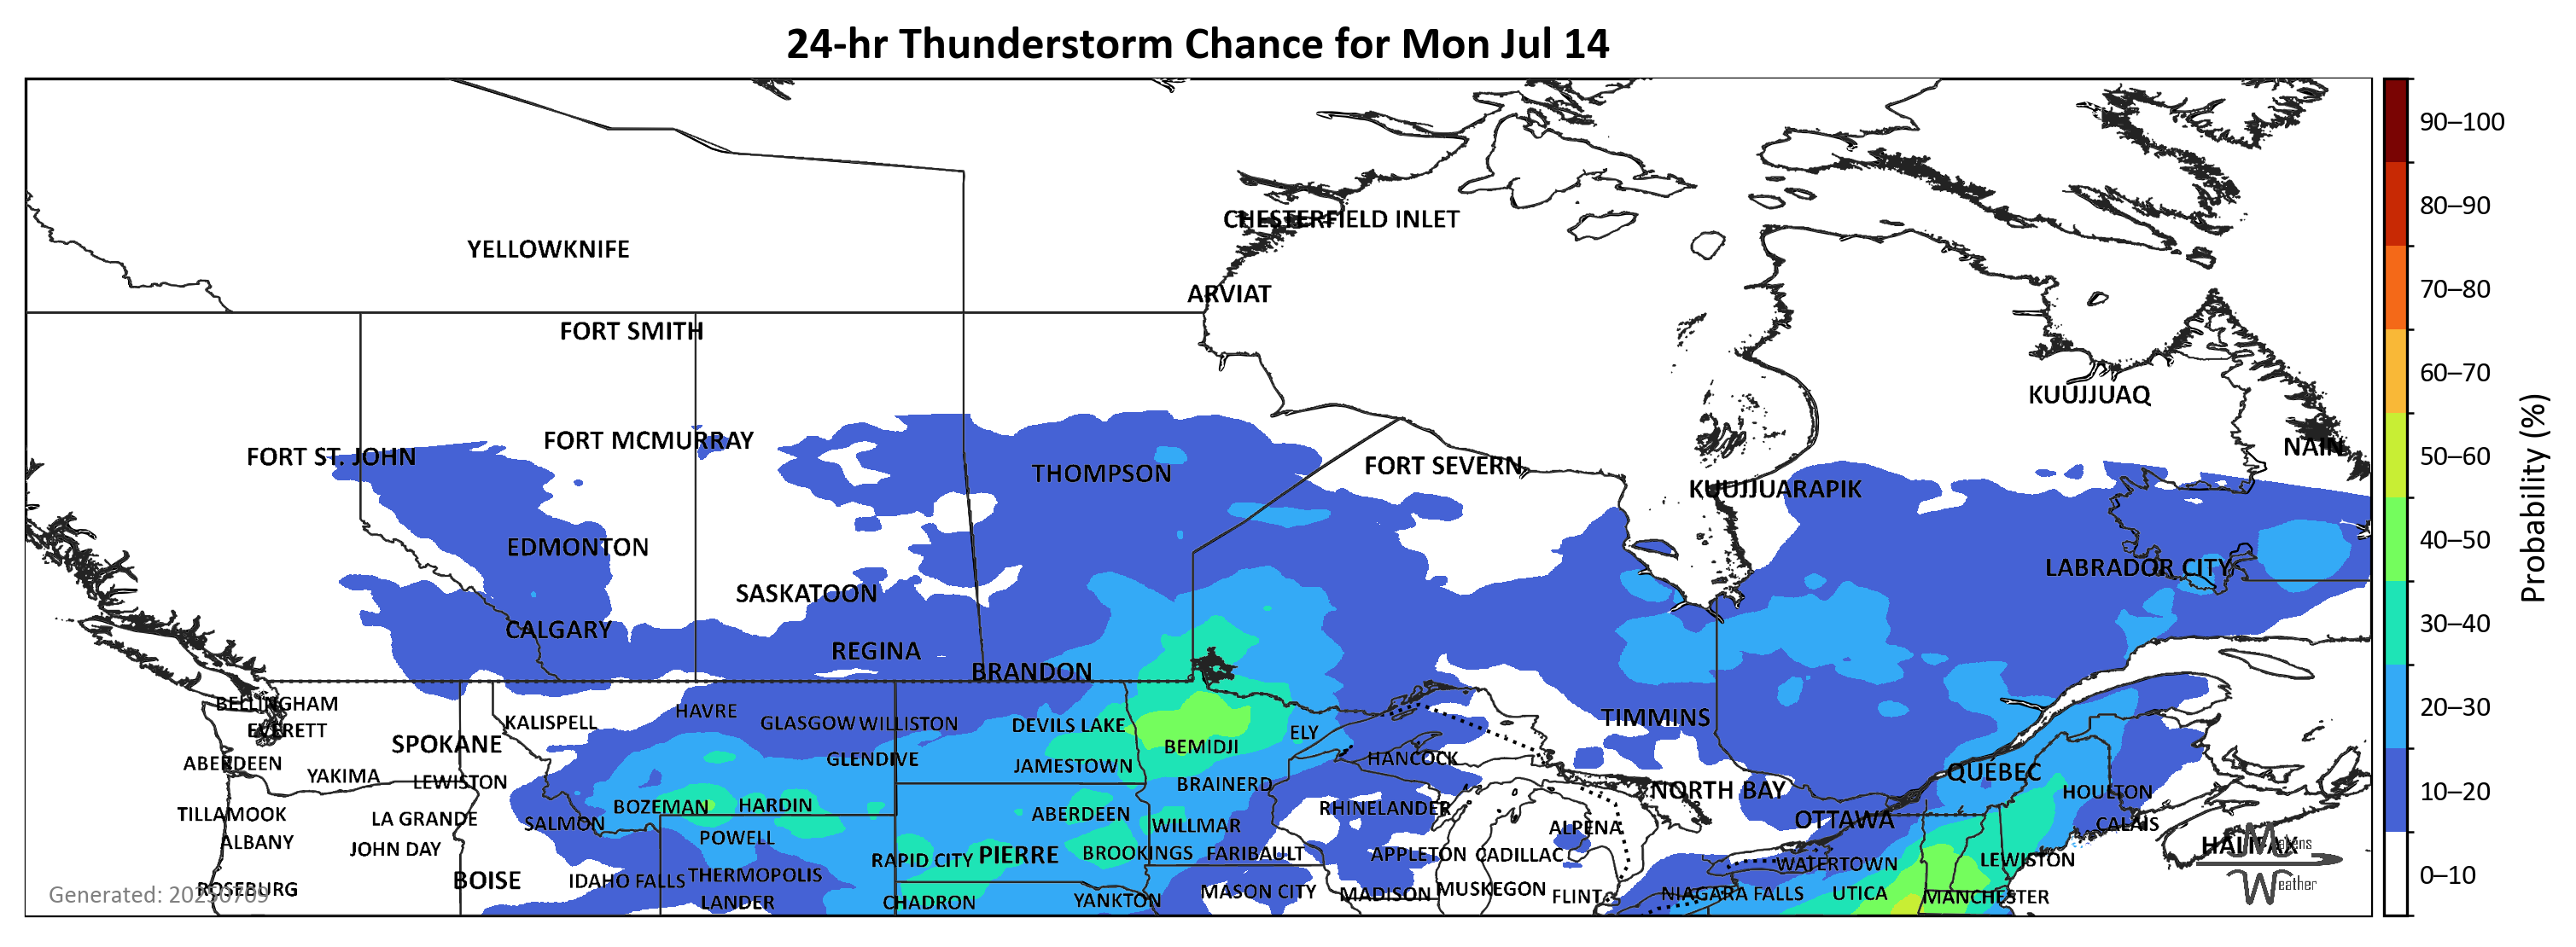 24-hr Thunderstorm Chance for Mon Jul 14
90–100
80–90
70–80
60–70
50–60
40–50
30–40
20–30
10–20
0–10
Probability (%)
CHESTERFIELD INLET
YELLOWKNIFE
ARVIAT
FORT SMITH
KUUJJUAQ
FORT MCMURRAY
NAIN
FORT ST. JOHN
FORT SEVERN
THOMPSON
KUUJJUARAPIK
EDMONTON
LABRADOR CITY
SASKATOON
CALGARY
REGINA
BRANDON
BELLINGHAM
HAVRE
TIMMINS
KALISPELL
GLASGOW
WILLISTON
DEVILS LAKE
EVERETT
ELY
SPOKANE
BEMIDJI
GLENDIVE
HANCOCK
ABERDEEN
JAMESTOWN
QUÉBEC
YAKIMA
LEWISTON
BRAINERD
NORTH BAY
HOULTON
BOZEMAN
HARDIN
RHINELANDER
TILLAMOOK
ABERDEEN
LA GRANDE
OTTAWA
SALMON
WILLMAR
ALPENA
CALAIS
POWELL
ALBANY
HALIFAX
JOHN DAY
BROOKINGS
FARIBAULT
APPLETON
CADILLAC
RAPID CITY
PIERRE
LEWISTON
WATERTOWN
BOISE
IDAHO FALLS
THERMOPOLIS
ROSEBURG
MASON CITY
MADISON
MUSKEGON
NIAGARA FALLS
UTICA
FLINT
MANCHESTER
LANDER
CHADRON
YANKTON
Generated: 20250709
Weather